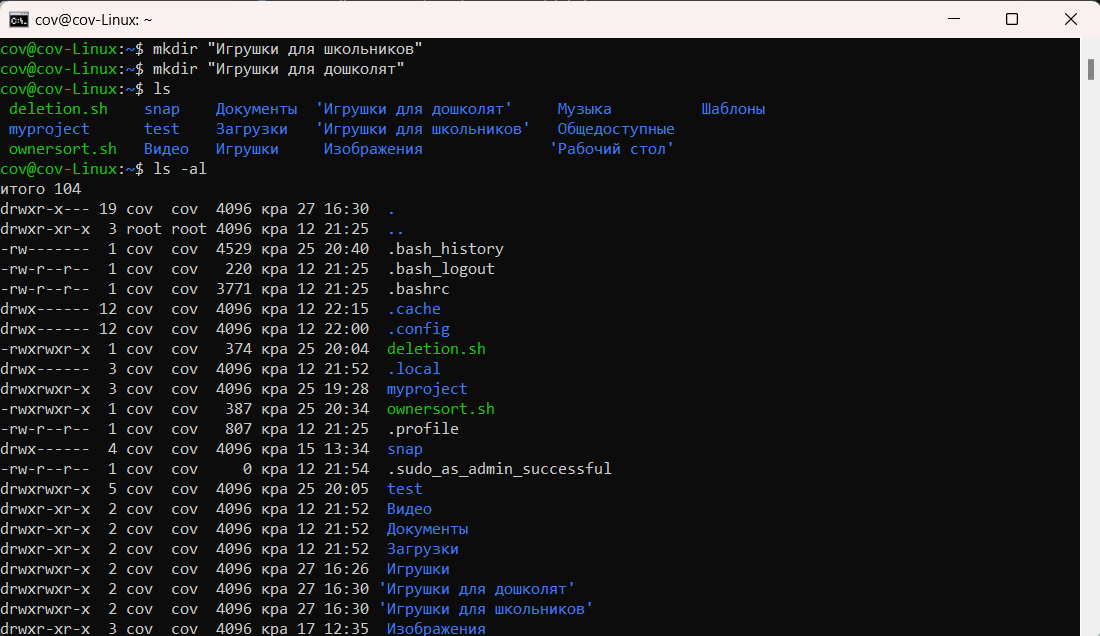 cov@cov-Linux: ~
cov@cov-Linux:~$ mkdir "Игрушки для школьников"
cov@cov-Linux:~$ mkdir "Игрушки для дошколят"
cov@cov-Linux:~$ ls
deletion.sh snap Документы 'Игрушки для дошколят' Музыка Шаблоны
myproject test Загрузки 'Игрушки для школьников' Общедоступные
ownersort.sh Видео Игрушки Изображения 'Рабочий стол'
cov@cov-Linux:~$ ls -al
итого 104
drwxr-x--- 19 cov cov 4096 кра 27 16:30 .
drwxr-xr-x 3 root root 4096 кра 12 21:25 ..
-rw------- 1 cov cov 4529 кра 25 20:40 .bash_history
-rw-r--r-- 1 cov cov 220 кра 12 21:25 .bash_logout
-rw-r--r-- 1 cov cov 3771 кра 12 21:25 .bashrc
drwx------ 12 cov cov 4096 кра 12 22:15 .cache
drwx------ 12 cov cov 4096 кра 12 22:00 .config
-rwxrwxr-x 1 cov cov 374 кра 25 20:04 deletion.sh
drwx------ 3 cov cov 4096 кра 12 21:52 .local
drwxrwxr-x 3 cov cov 4096 кра 25 19:28 myproject
-rwxrwxr-x 1 cov cov 387 кра 25 20:34 ownersort.sh
-rw-r--r-- 1 cov cov 807 кра 12 21:25 .profile
drwx------ 4 cov cov 4096 кра 15 13:34 snap
-rw-r--r-- 1 cov cov 0 кра 12 21:54 .sudo_as_admin_successful
drwxrwxr-x 5 cov cov 4096 кра 25 20:05 test
drwxr-xr-x 2 cov cov 4096 кра 12 21:52 Видео
drwxr-xr-x 2 cov cov 4096 кра 12 21:52 Документы
drwxr-xr-x 2 cov cov 4096 кра 12 21:52 Загрузки
drwxrwxr-x 2 cov cov 4096 кра 27 16:26 Игрушки
drwxrwxr-x 2 cov cov 4096 кра 27 16:30 'Игрушки для дошколят'
drwxrwxr-x 2 cov cov 4096 кра 27 16:30 'Игрушки для школьников'
drwxr-xr-x 3 cov cov 4096 кра 17 12:35 Изображения